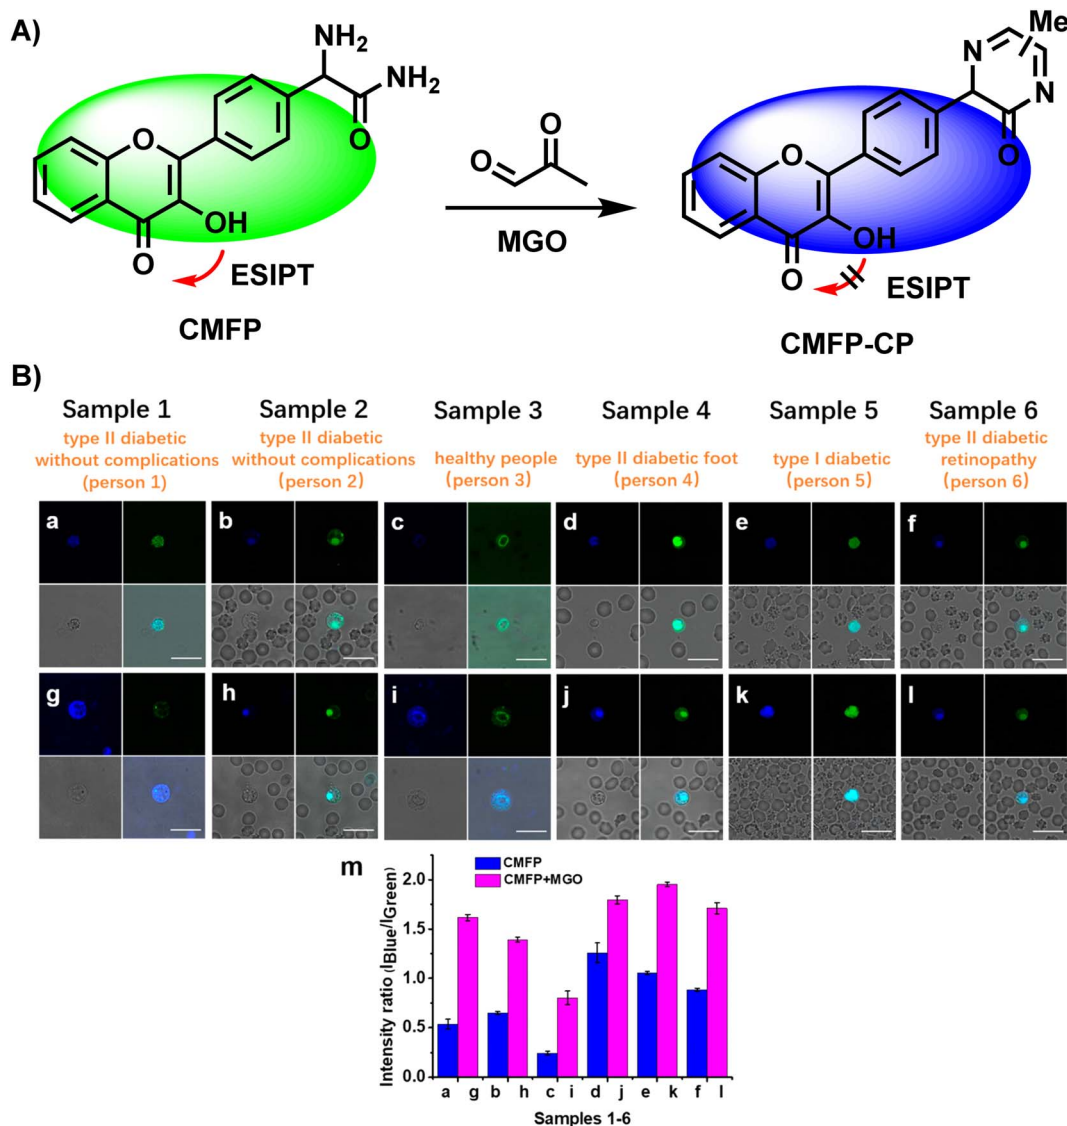 A)
NH2
NH2
O
O
OH
O
ESIPT
CMFP
O
O
MGO
Me
N
N
O
O
OH
O
ESIPT
CMFP-CP
B)
Sample 1
type II diabetic
without complications
(person 1)
Sample 2
type II diabetic
without complications
(person 2)
Sample 3
healthy people
(person 3)
Sample 4
type II diabetic foot
(person 4)
Sample 5
type I diabetic
(person 5)
Sample 6
type II diabetic
retinopathy
(person 6)
a
b
c
d
e
f
g
h
i
j
k
l
m
CMFP
CMFP+MGO
Intensity ratio (IBlue/IGreen)
2.0
1.5
1.0
0.5
0.0
a g b h c i d j e k f l
Samples 1-6